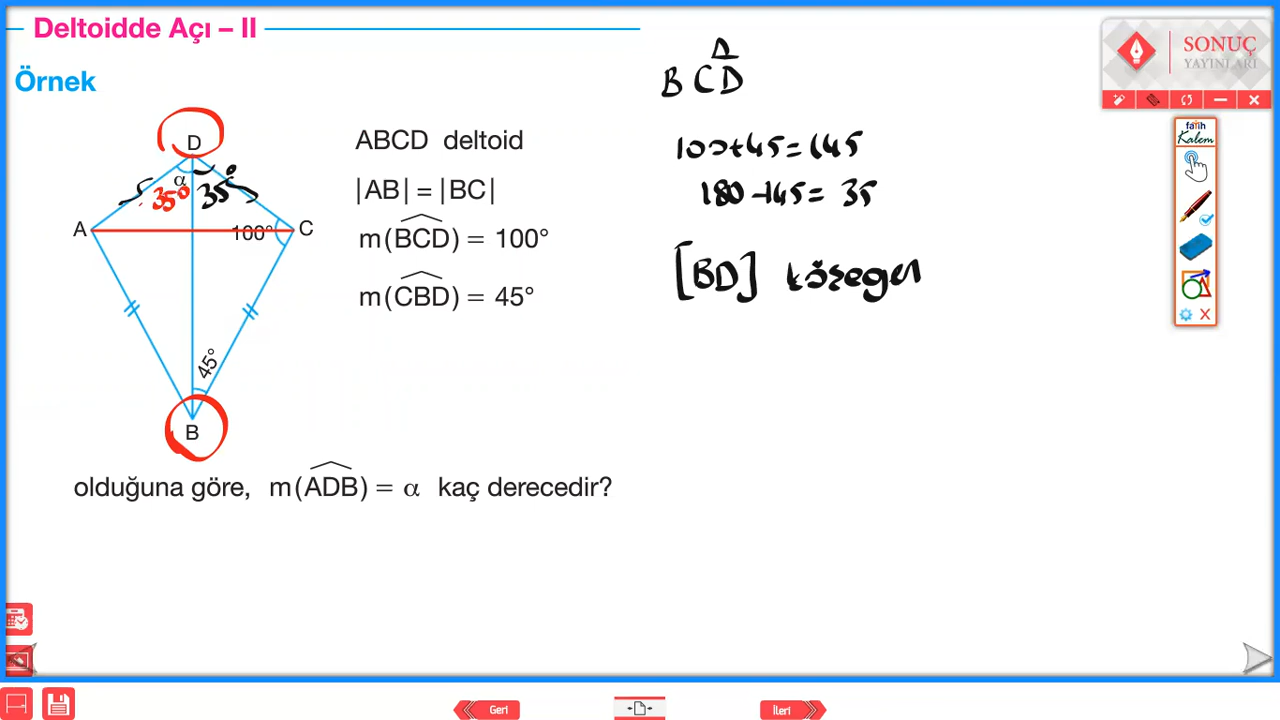 Deltoidde Açı – II
SONUÇ
YAYINLARI
Örnek
B C D
fatih
Kalem
D
α
35°
35°
A
100°
C
45°
B
ABCD deltoid
|AB| = |BC|
m(BCD) = 100°
m(CBD) = 45°
100+45=145
180-145= 35
[BD] köşegen
olduğuna göre, m(ADB) = α kaç derecedir?
Geri
İleri